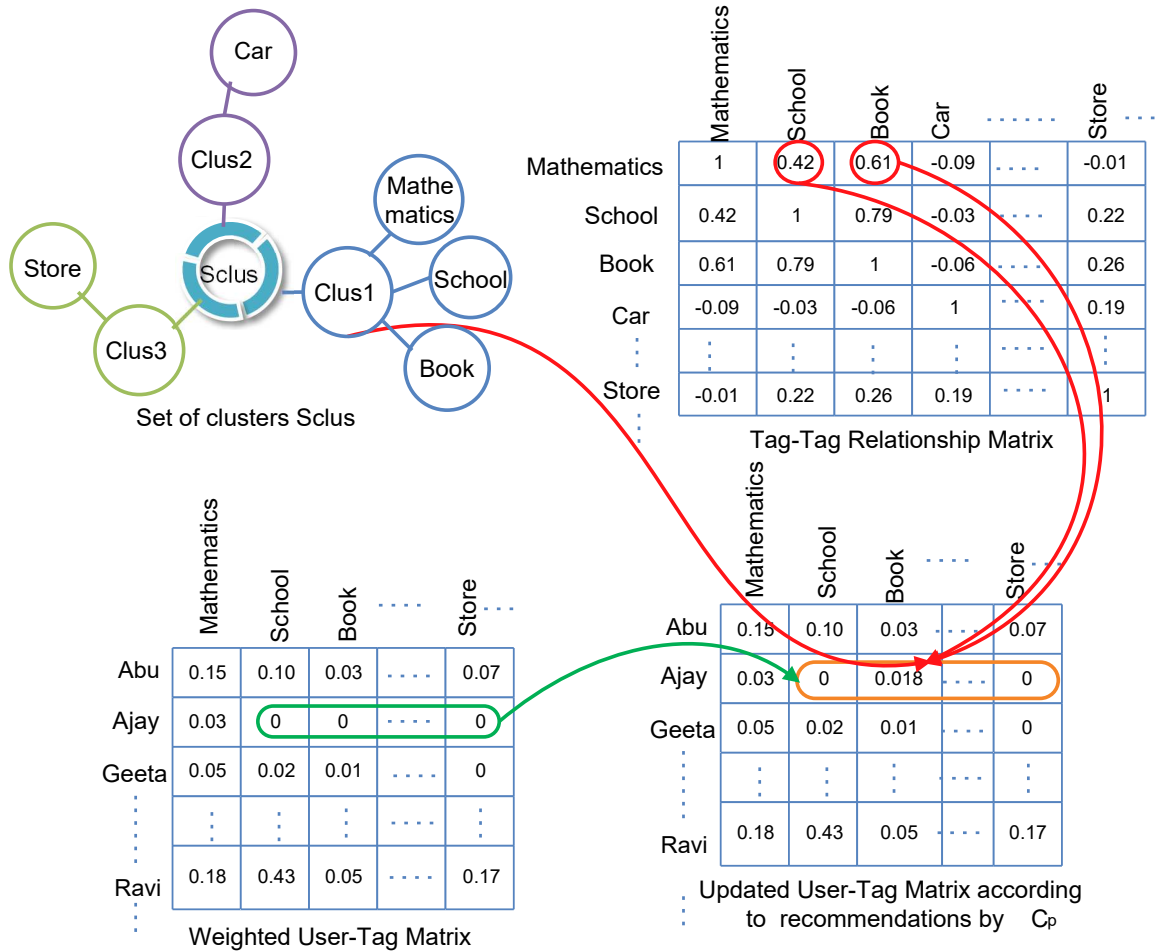 Car
Clus2
Mathe
matics
Store
Sclus
Clus1
School
Clus3
Book
Set of clusters Sclus
Mathematics School Book Car Store
Mathematics 1 0.42 0.61 -0.09 -0.01
School 0.42 1 0.79 -0.03 0.22
Book 0.61 0.79 1 -0.06 0.26
Car -0.09 -0.03 -0.06 1 0.19
Store -0.01 0.22 0.26 0.19 1
Tag-Tag Relationship Matrix
Mathematics School Book Store
Abu 0.15 0.10 0.03 0.07
Ajay 0.03 0 0 0
Geeta 0.05 0.02 0.01 0
Ravi 0.18 0.43 0.05 0.17
Weighted User-Tag Matrix
Mathematics School Book Store
Abu 0.15 0.10 0.03 0.07
Ajay 0.03 0 0.018 0
Geeta 0.05 0.02 0.01 0
Ravi 0.18 0.43 0.05 0.17
Updated User-Tag Matrix according
to recommendations by Cp